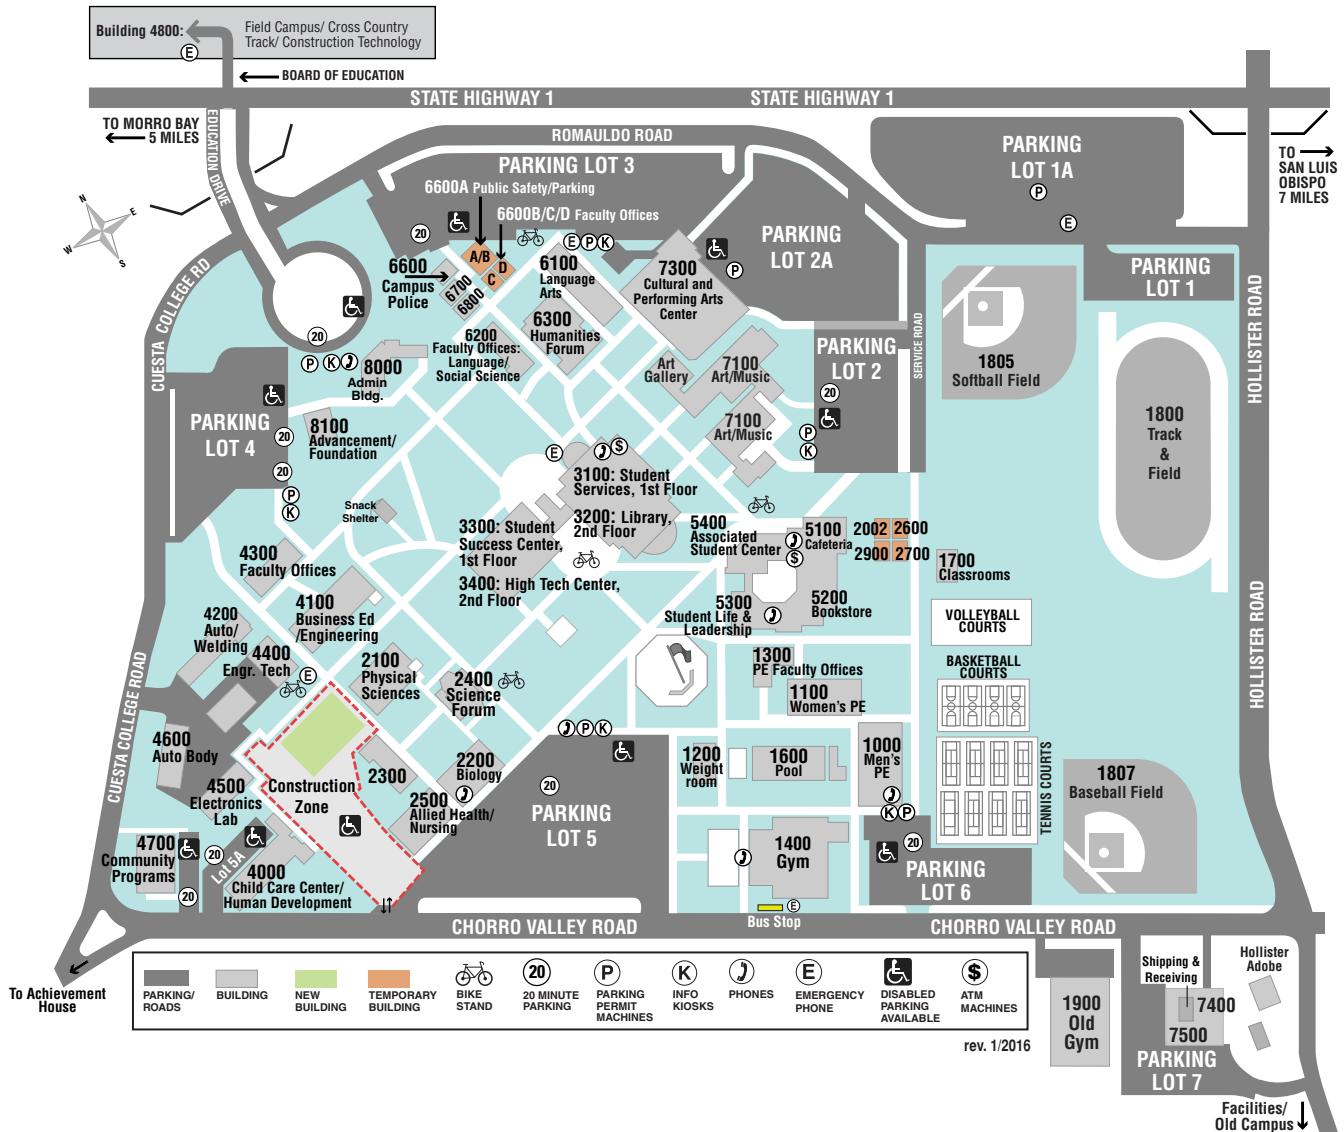 Building 4800:
Field Campus/ Cross Country
Track/ Construction Technology
E
BOARD OF EDUCATION
STATE HIGHWAY 1
STATE HIGHWAY 1
TO MORRO BAY
5 MILES
EDUCATION DRIVE
ROMAULDO ROAD
TO
SAN LUIS
OBISPO
7 MILES
PARKING
LOT 1A
P
E
N
E
W
S
PARKING LOT 3
6600A Public Safety/Parking
6600B/C/D Faculty Offices
20
A/B
D
C
E P K
6600
Campus
Police
6700
6800
6100
Language
Arts
7300
Cultural and
Performing Arts
Center
P
PARKING
LOT 2A
PARKING
LOT 1
HOLLISTER ROAD
CUESTA COLLEGE RD
20
P K
8000
Admin
Bldg.
6200
Faculty Offices:
Language/
Social Science
6300
Humanities
Forum
Art
Gallery
7100
Art/Music
7100
Art/Music
PARKING
LOT 2
20
P
K
SERVICE ROAD
1805
Softball Field
1800
Track
&
Field
PARKING
LOT 4
20
20
P
K
8100
Advancement/
Foundation
Snack
Shelter
E
$
3100: Student
Services, 1st Floor
3200: Library,
2nd Floor
3300: Student
Success Center,
1st Floor
3400: High Tech Center,
2nd Floor
5400
Associated
Student Center
$
5100
Cafeteria
2002 2600
2900 2700
1700
Classrooms
5200
Bookstore
5300
Student Life &
Leadership
VOLLEYBALL
COURTS
BASKETBALL
COURTS
HOLLISTER ROAD
4300
Faculty Offices
4100
Business Ed
/Engineering
4200
Auto/
Welding
4400
Engr. Tech
E
2100
Physical
Sciences
2400
Science
Forum
1300
PE Faculty Offices
1100
Women's PE
CUESTA COLLEGE ROAD
4600
Auto Body
4500
Electronics
Lab
Construction
Zone
2300
2200
Biology
2500
Allied Health/
Nursing
P K
20
PARKING
LOT 5
1200
Weight
room
1600
Pool
1000
Men's
PE
K P
TENNIS COURTS
1807
Baseball Field
4700
Community
Programs
20
20
Lot 5A
4000
Child Care Center/
Human Development
1400
Gym
20
PARKING
LOT 6
E
Bus Stop
CHORRO VALLEY ROAD
CHORRO VALLEY ROAD
To Achievement
House
PARKING/
ROADS
BUILDING
NEW
BUILDING
TEMPORARY
BUILDING
BIKE
STAND
20
20 MINUTE
PARKING
P
PARKING
PERMIT
MACHINES
K
INFO
KIOSKS
PHONES
E
EMERGENCY
PHONE
DISABLED
PARKING
AVAILABLE
$
ATM
MACHINES
rev. 1/2016
1900
Old
Gym
Shipping &
Receiving
7400
7500
PARKING
LOT 7
Hollister
Adobe
Facilities/
Old Campus